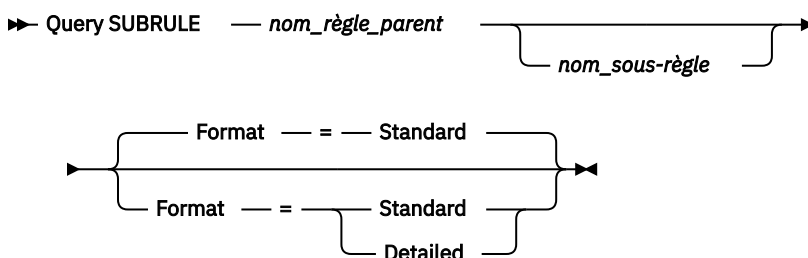 Query SUBRULE nom_règle_parent
nom_sous-règle
Format = Standard
Format = Standard
Detailed